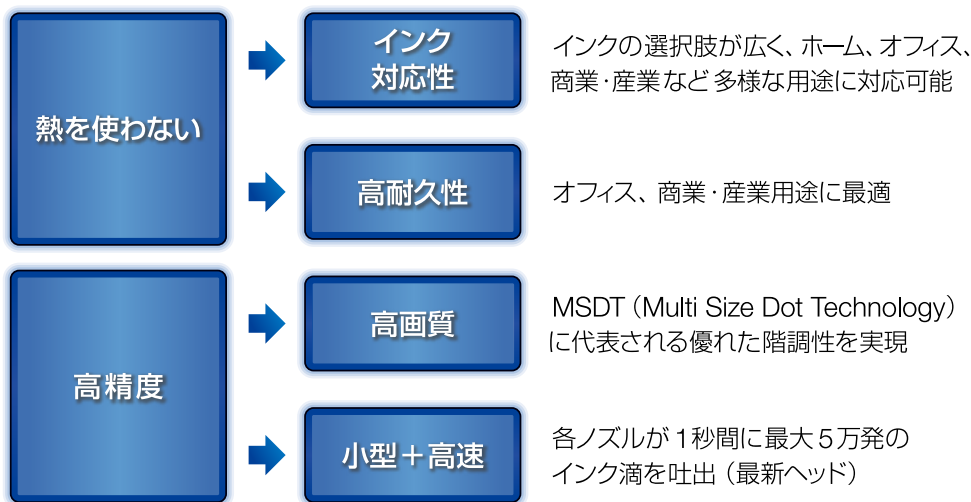 熱を使わない
インク
対応性
インクの選択肢が広く、ホーム、オフィス、
商業・産業など多様な用途に対応可能
高耐久性
オフィス、商業・産業用途に最適
高精度
高画質
MSDT（Multi Size Dot Technology）
に代表される優れた階調性を実現
小型＋高速
各ノズルが1秒間に最大5万発の
インク滴を吐出（最新ヘッド）